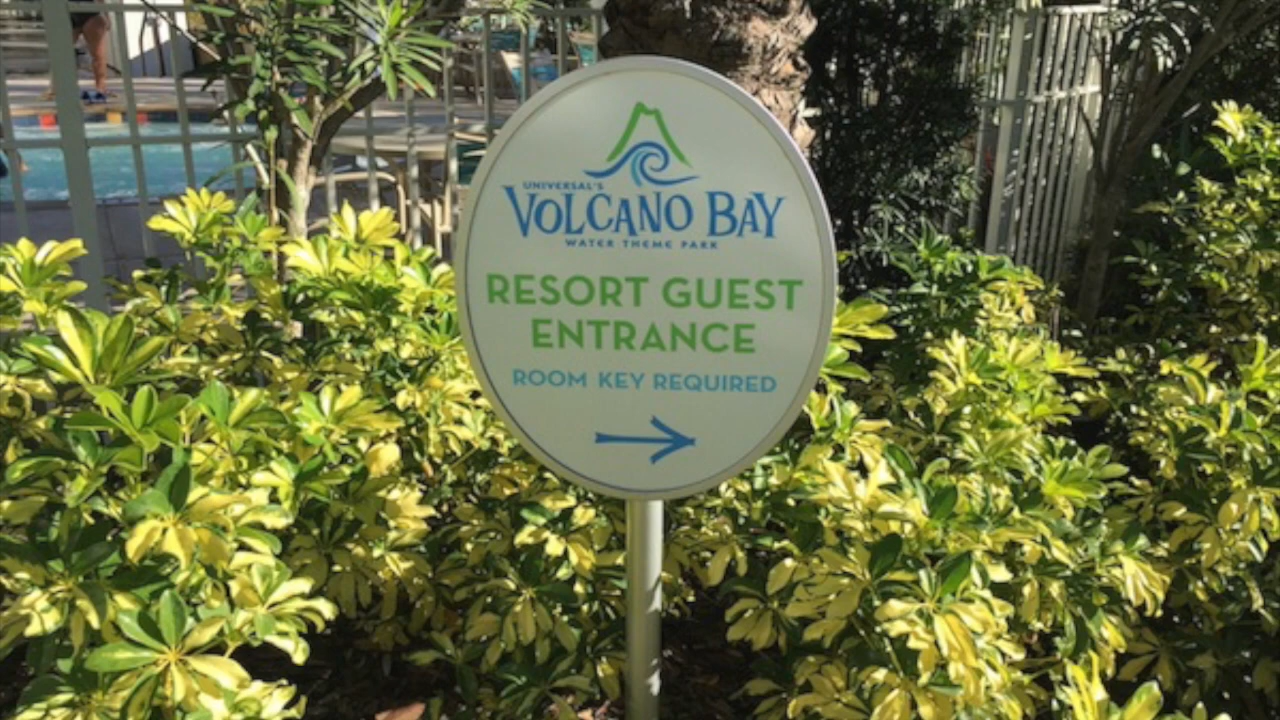 UNIVERSAL'S
VOLCANO BAY
WATER THEME PARK
RESORT GUEST
ENTRANCE
ROOM KEY REQUIRED